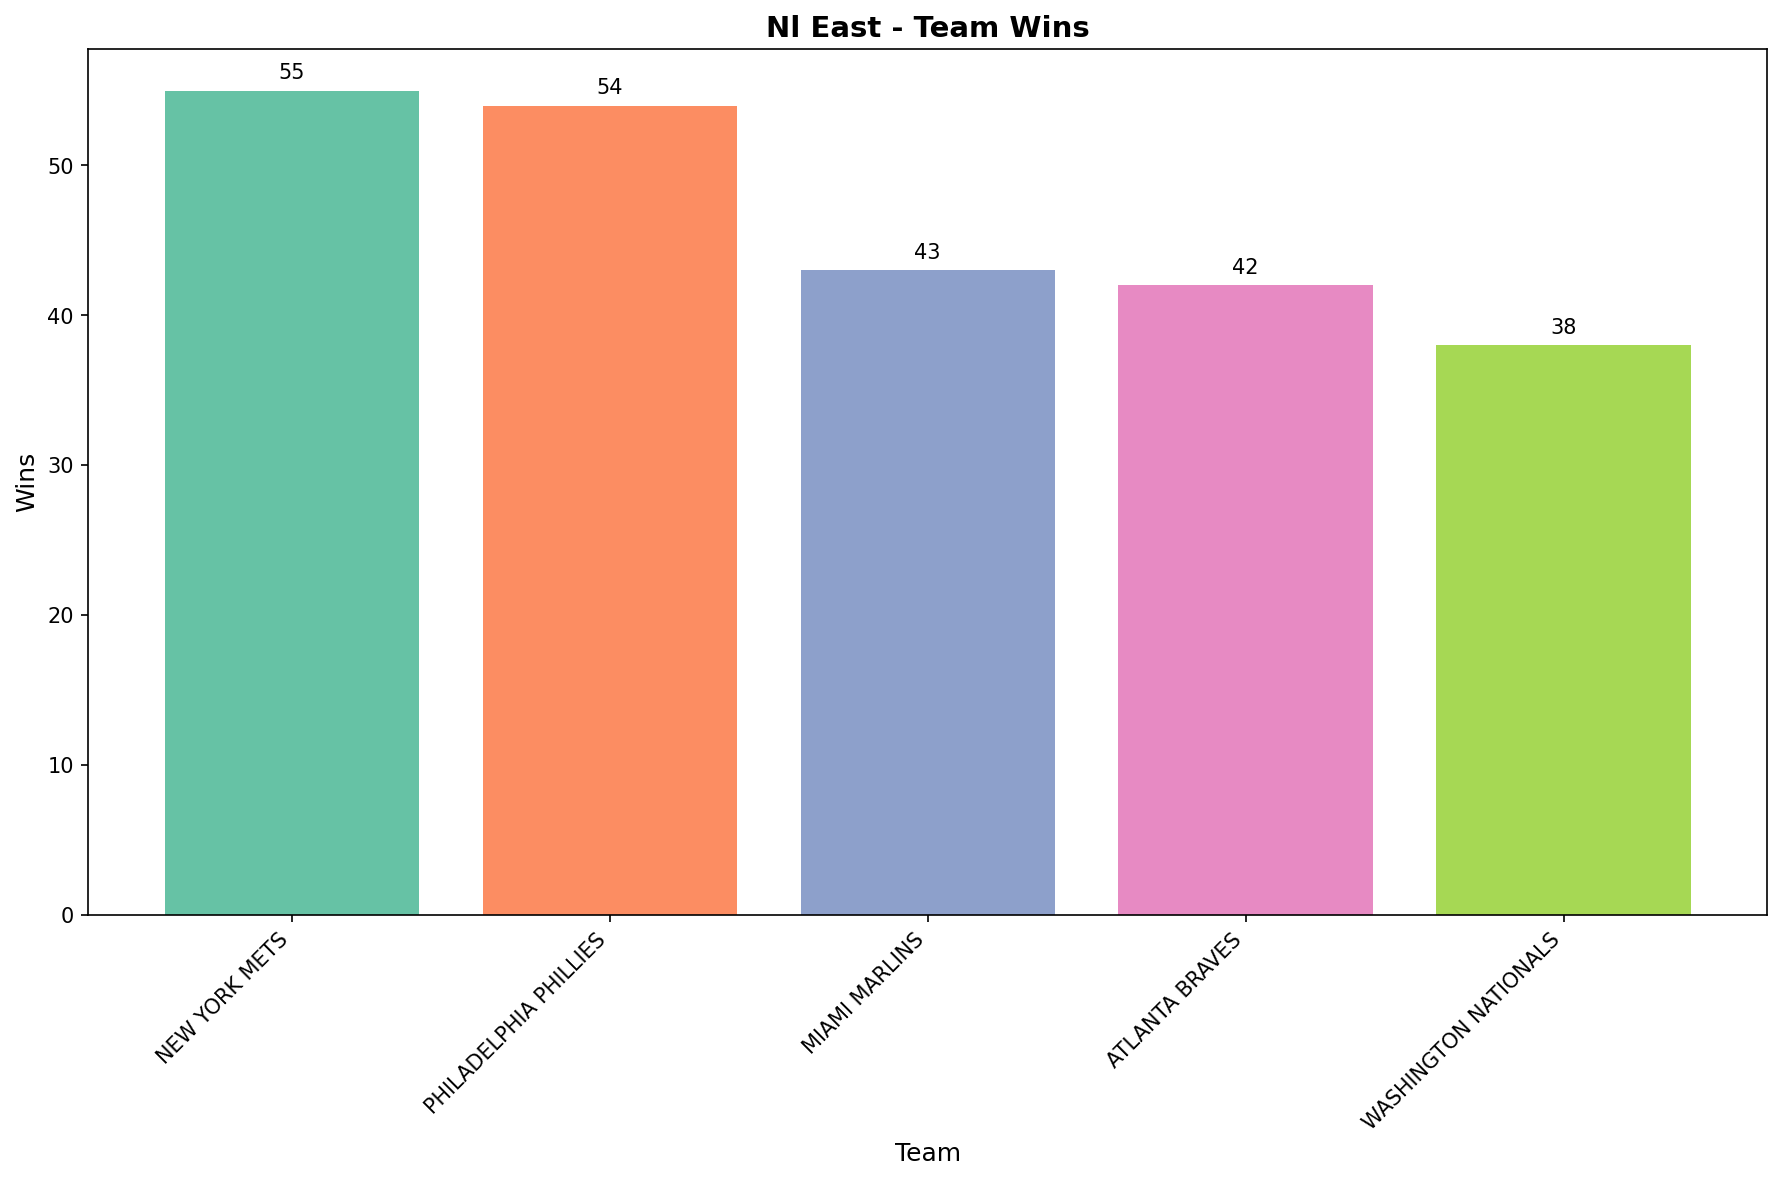 Nl East - Team Wins
55
54
43
42
38
50
40
30
20
10
0
Wins
NEW YORK METS
PHILADELPHIA PHILLIES
MIAMI MARLINS
ATLANTA BRAVES
WASHINGTON NATIONALS
Team